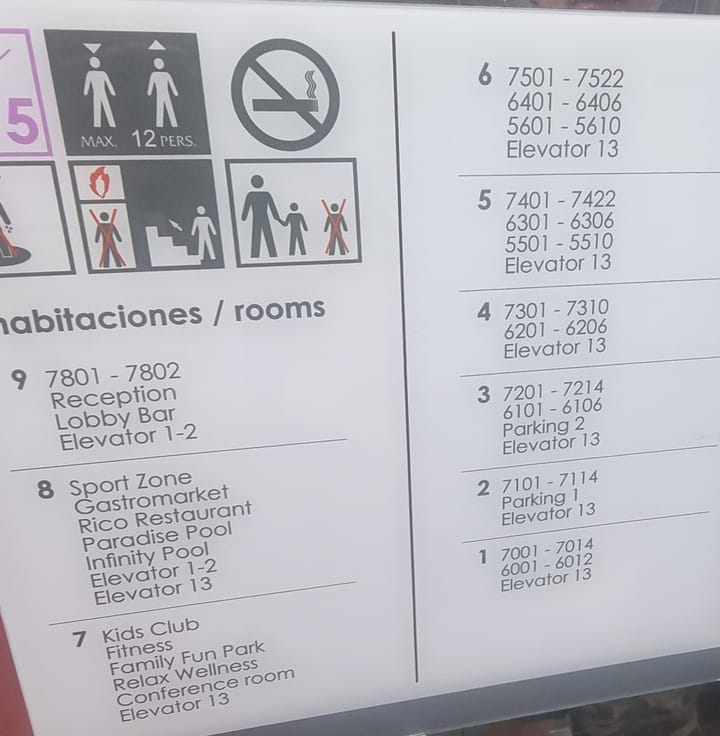 5
MAX. 12 PERS.
habitaciones / rooms
9 7801 - 7802
Reception
Lobby Bar
Elevator 1-2
8 Sport Zone
Gastromarket
Rico Restaurant
Paradise Pool
Infinity Pool
Elevator 1-2
Elevator 13
7 Kids Club
Fitness
Family Fun Park
Relax Wellness
Conference room
Elevator 13
6 7501 - 7522
6401 - 6406
5601 - 5610
Elevator 13
5 7401 - 7422
6301 - 6306
5501 - 5510
Elevator 13
4 7301 - 7310
6201 - 6206
Elevator 13
3 7201 - 7214
6101 - 6106
Parking 2
Elevator 13
2 7101 - 7114
Parking 1
Elevator 13
1 7001 - 7014
6001 - 6012
Elevator 13